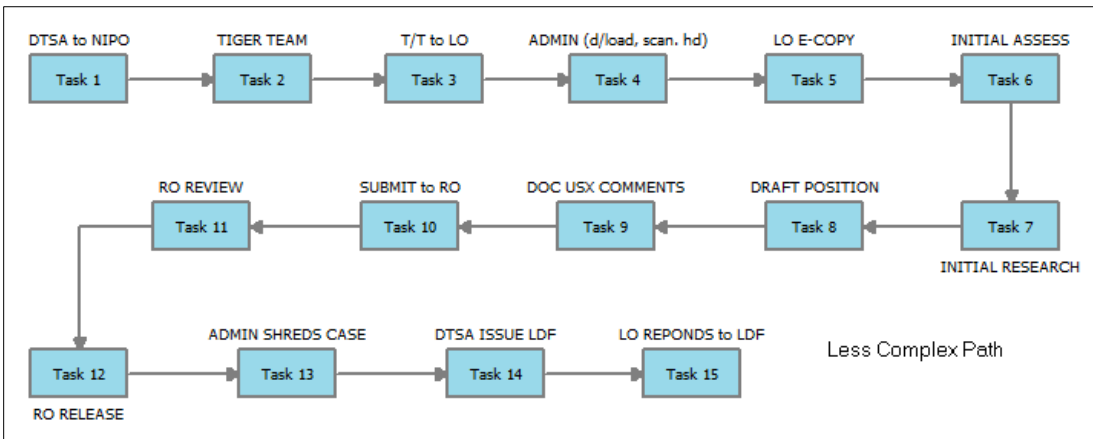 DTSA to NIPO
TIGER TEAM
T/T to LO
ADMIN (d/load, scan. hd)
LO E-COPY
INITIAL ASSESS
Task 1
Task 2
Task 3
Task 4
Task 5
Task 6
RO REVIEW
SUBMIT to RO
DOC USX COMMENTS
DRAFT POSITION
Task 11
Task 10
Task 9
Task 8
Task 7
INITIAL RESEARCH
ADMIN SHREDS CASE
DTSA ISSUE LDF
LO REPONDS to LDF
Less Complex Path
Task 12
Task 13
Task 14
Task 15
RO RELEASE